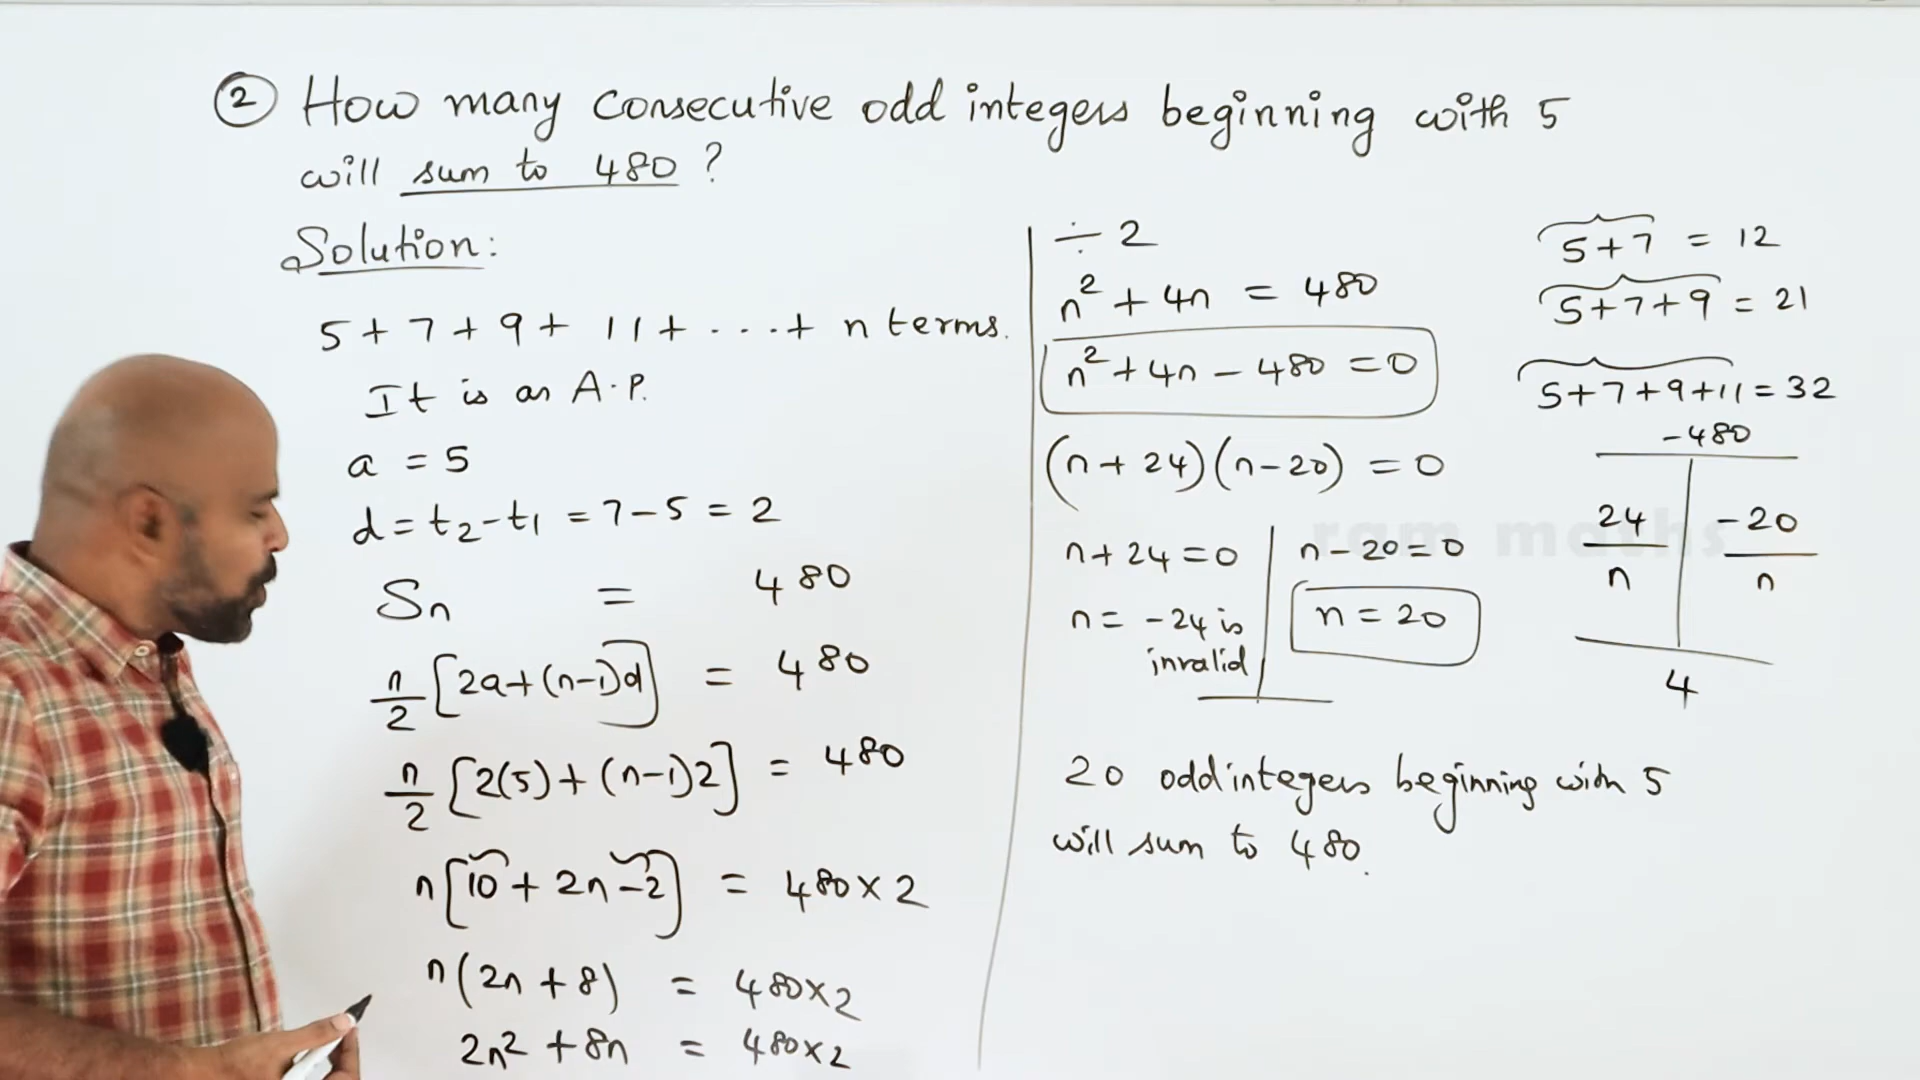 ② How many consecutive odd integers beginning with 5
will sum to 480 ?
Solution:
5 + 7 + 9 + 11 + ... + n terms.
It is an A.P.
a = 5
d = t₂ - t₁ = 7 - 5 = 2
Sn = 480
n/2 [2a + (n-1)d] = 480
n/2 [2(5) + (n-1)2] = 480
n[10 + 2n - 2] = 480 × 2
n(2n + 8) = 480 × 2
2n² + 8n = 480 × 2
÷ 2
n² + 4n = 480
n² + 4n - 480 = 0
(n + 24)(n - 20) = 0
n + 24 = 0
n = -24 is
invalid
n - 20 = 0
n = 20
20 odd integers beginning with 5
will sum to 480.
5 + 7 = 12
5 + 7 + 9 = 21
5 + 7 + 9 + 11 = 32
-480
24/n -20/n
4
ram maths